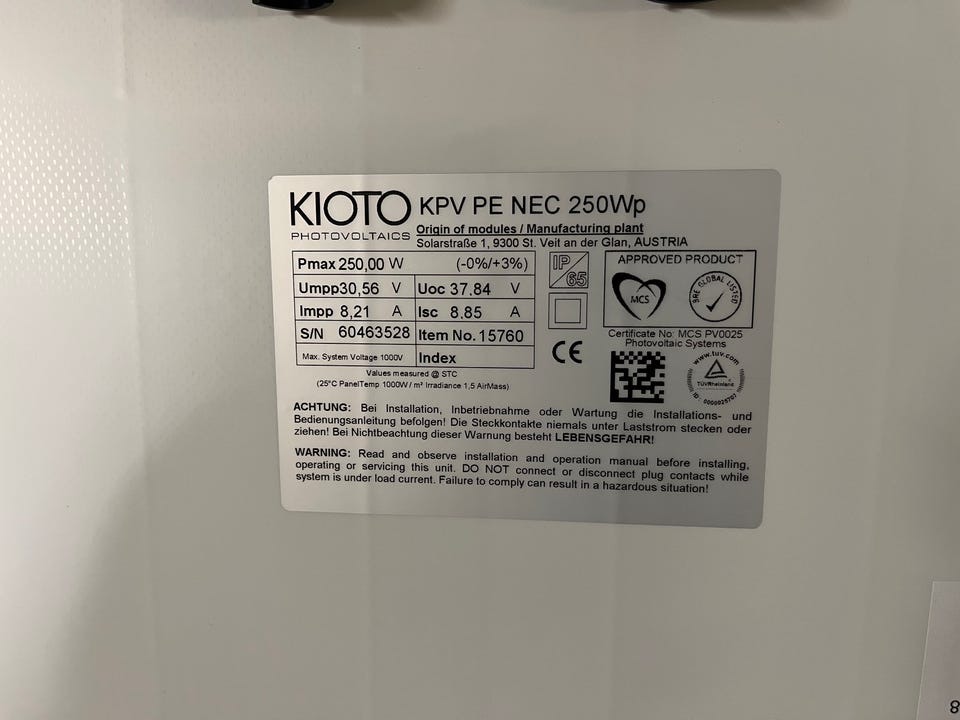 KIOTO KPV PE NEC 250Wp
PHOTOVOLTAICS
Origin of modules / Manufacturing plant
Solarstraße 1, 9300 St. Veit an der Glan, AUSTRIA
Pmax 250,00 W (-0%/+3%)
Umpp 30,56 V Uoc 37.84 V
Impp 8,21 A Isc 8.85 A
S/N 60463528 Item No. 15760
Max. System Voltage 1000V Index
Values measured @ STC
(25°C PanelTemp 1000W / m² Irradiance 1,5 AirMass)
IP 65
CE
APPROVED PRODUCT
MCS
BRE GLOBAL LISTED
Certificate No: MCS PV0025
Photovoltaic Systems
www.tuv.com
TÜVRheinland
ID: 0000025707
ACHTUNG: Bei Installation, Inbetriebnahme oder Wartung die Installations- und
Bedienungsanleitung befolgen! Die Steckkontakte niemals unter Laststrom stecken oder
ziehen! Bei Nichtbeachtung dieser Warnung besteht LEBENSGEFAHR!
WARNING: Read and observe installation and operation manual before installing,
operating or servicing this unit. DO NOT connect or disconnect plug contacts while
system is under load current. Failure to comply can result in a hazardous situation!